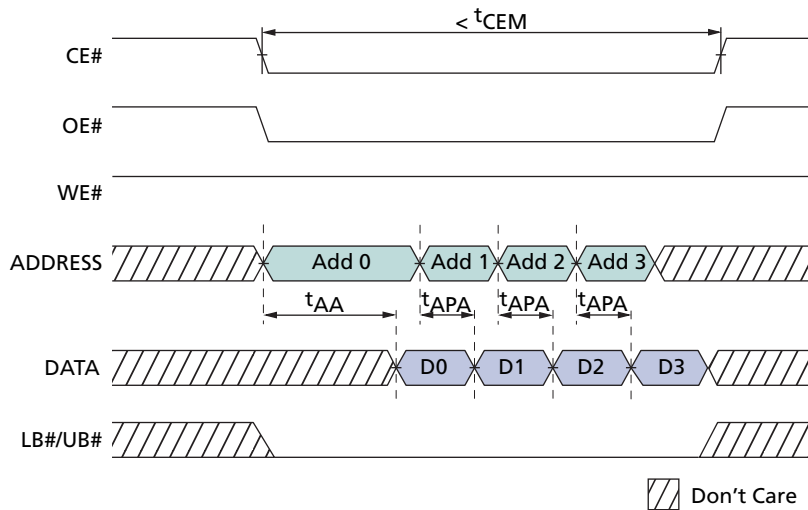 < tCEM
CE#
OE#
WE#
ADDRESS Add 0 Add 1 Add 2 Add 3
tAA tAPA tAPA tAPA
DATA D0 D1 D2 D3
LB#/UB#
Don't Care